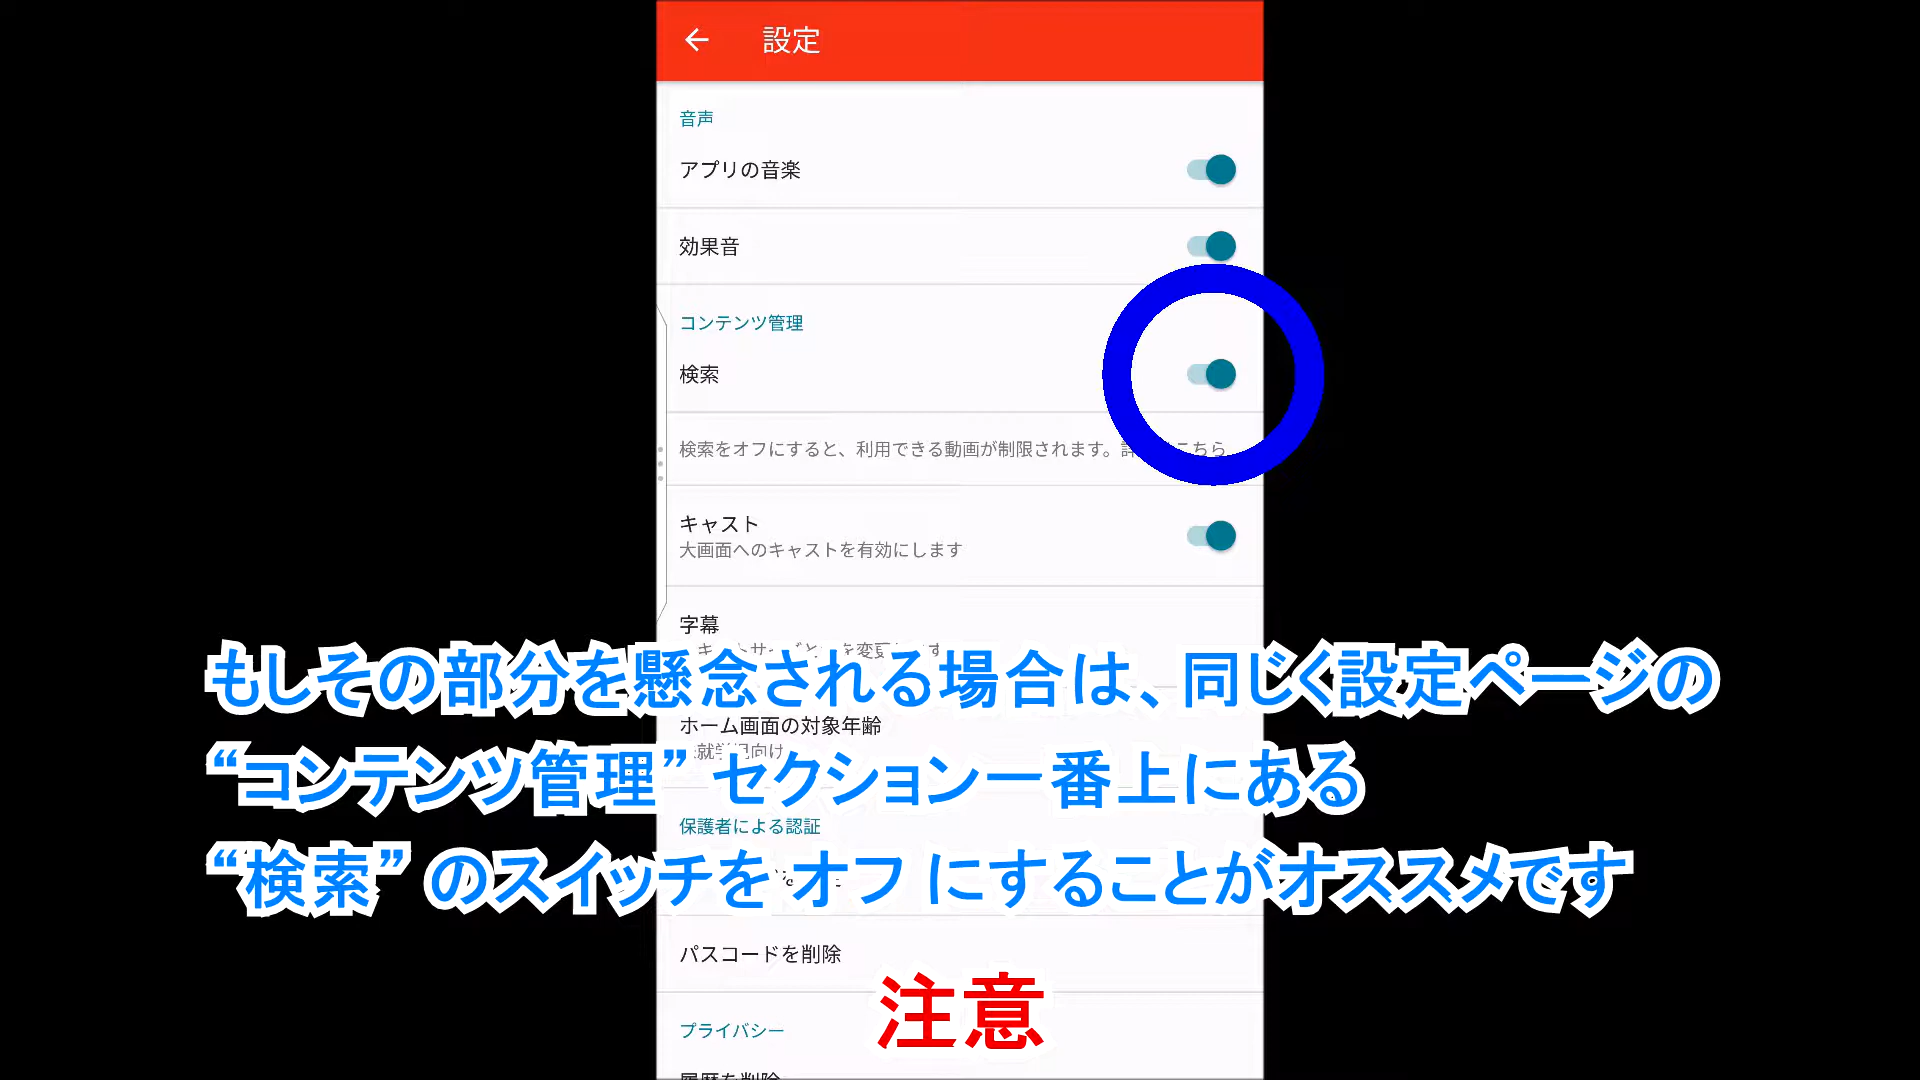 設定
音声
アプリの音楽
効果音
コンテンツ管理
検索
検索をオフにすると、利用できる動画が制限されます。
キャスト
大画面へのキャストを有効にします
字幕
もしその部分を懸念される場合は、同じく設定ページの
ホーム画面の対象年齢
“コンテンツ管理” セクション一番上にある
保護者による認証
“検索” のスイッチを オフ にすることがオススメです
パスコードを削除
注意
プライバシー
履歴を削除